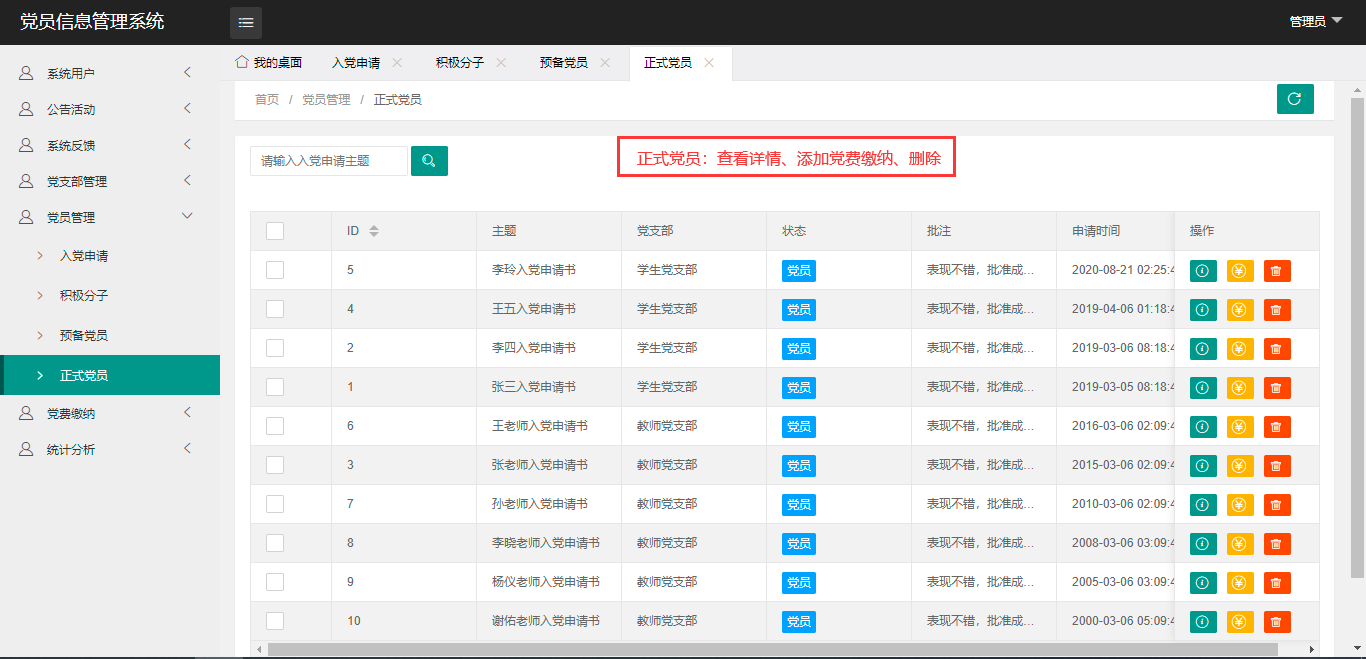 党员信息管理系统
管理员
系统用户
公告活动
系统反馈
党支部管理
党员管理
入党申请
积极分子
预备党员
正式党员
党费缴纳
统计分析
我的桌面 入党申请 积极分子 预备党员 正式党员
首页 / 党员管理 / 正式党员
请输入入党申请主题
正式党员：查看详情、添加党费缴纳、删除
ID 主题 党支部 状态 批注 申请时间 操作
5 李玲入党申请书 学生党支部 党员 表现不错，批准成... 2020-08-21 02:25:4
4 王五入党申请书 学生党支部 党员 表现不错，批准成... 2019-04-06 01:18:4
2 李四入党申请书 学生党支部 党员 表现不错，批准成... 2019-03-06 08:18:4
1 张三入党申请书 学生党支部 党员 表现不错，批准成... 2019-03-05 08:18:4
6 王老师入党申请书 教师党支部 党员 表现不错，批准成... 2016-03-06 02:09:4
3 张老师入党申请书 教师党支部 党员 表现不错，批准成... 2015-03-06 02:09:4
7 孙老师入党申请书 教师党支部 党员 表现不错，批准成... 2010-03-06 02:09:4
8 李晓老师入党申请书 教师党支部 党员 表现不错，批准成... 2008-03-06 03:09:4
9 杨仪老师入党申请书 教师党支部 党员 表现不错，批准成... 2005-03-06 03:09:4
10 谢佑老师入党申请书 教师党支部 党员 表现不错，批准成... 2000-03-06 05:09:4